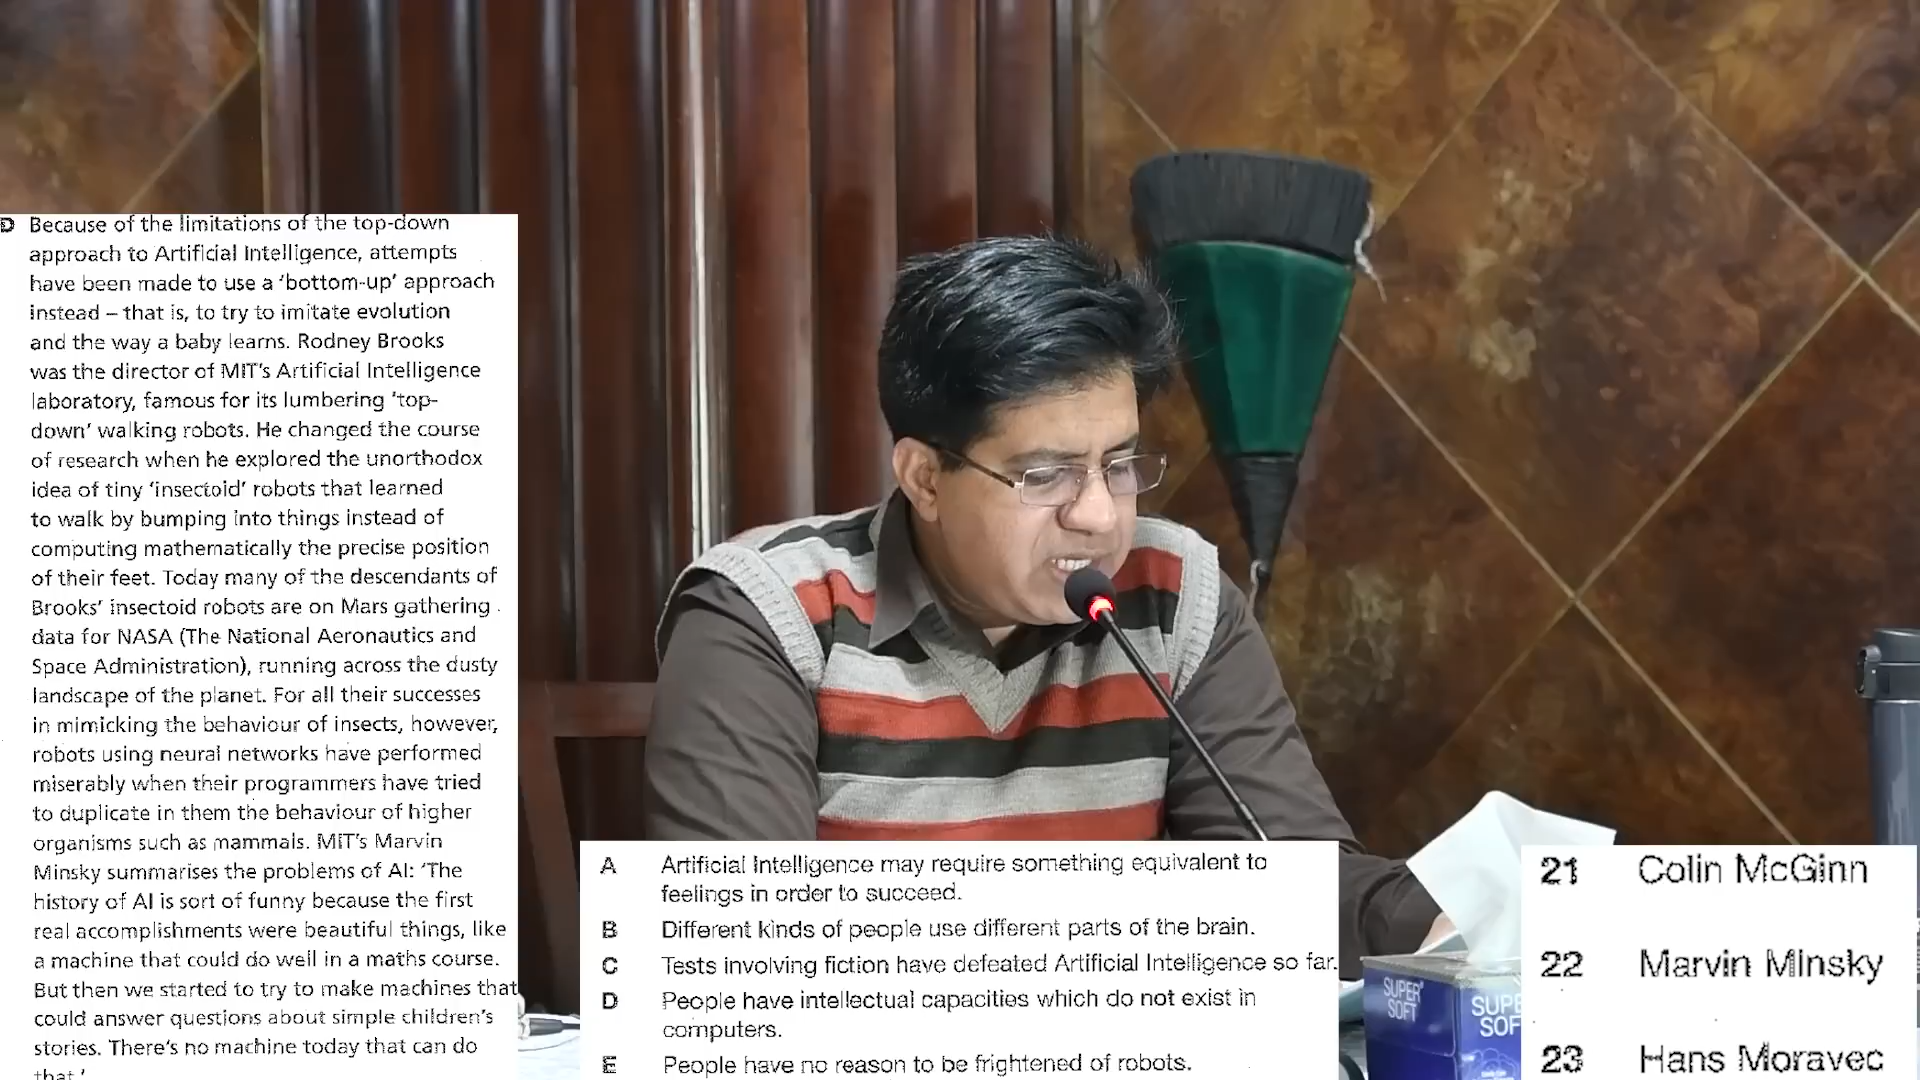 D Because of the limitations of the top-down
approach to Artificial Intelligence, attempts
have been made to use a 'bottom-up' approach
instead – that is, to try to imitate evolution
and the way a baby learns. Rodney Brooks
was the director of MIT's Artificial Intelligence
laboratory, famous for its lumbering 'top-
down' walking robots. He changed the course
of research when he explored the unorthodox
idea of tiny 'insectoid' robots that learned
to walk by bumping into things instead of
computing mathematically the precise position
of their feet. Today many of the descendants of
Brooks' insectoid robots are on Mars gathering
data for NASA (The National Aeronautics and
Space Administration), running across the dusty
landscape of the planet. For all their successes
in mimicking the behaviour of insects, however,
robots using neural networks have performed
miserably when their programmers have tried
to duplicate in them the behaviour of higher
organisms such as mammals. MIT's Marvin
Minsky summarises the problems of AI: 'The
history of AI is sort of funny because the first
real accomplishments were beautiful things, like
a machine that could do well in a maths course.
But then we started to try to make machines that
could answer questions about simple children's
stories. There's no machine today that can do
that.'
A Artificial Intelligence may require something equivalent to
feelings in order to succeed.
B Different kinds of people use different parts of the brain.
C Tests involving fiction have defeated Artificial Intelligence so far.
D People have intellectual capacities which do not exist in
computers.
E People have no reason to be frightened of robots.
21 Colin McGinn
22 Marvin Minsky
23 Hans Moravec
SUPER
SOFT
SUPE
SOF